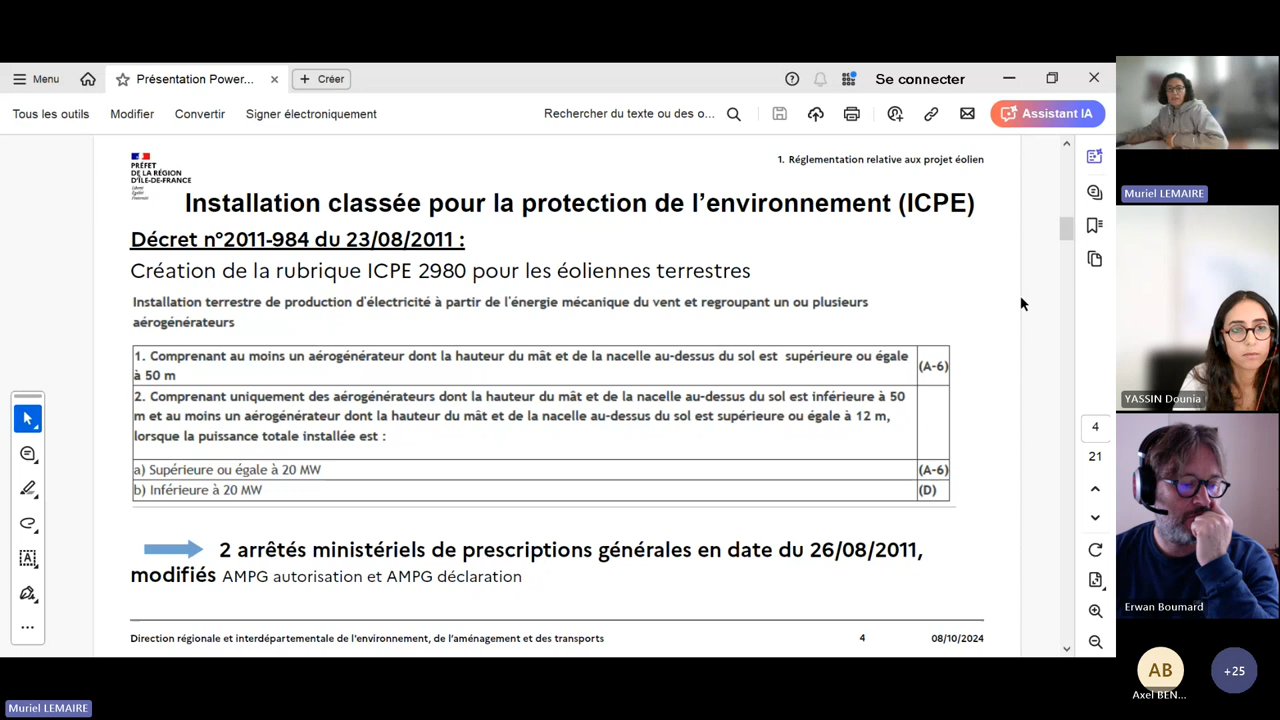 Menu
Présentation Power...
Créer
Se connecter
Tous les outils
Modifier
Convertir
Signer électroniquement
Rechercher du texte ou des o...
Assistant IA
PRÉFET
DE LA RÉGION
D'ÎLE-DE-FRANCE
Liberté
Égalité
Fraternité
1. Réglementation relative aux projet éolien
Installation classée pour la protection de l'environnement (ICPE)
Décret n°2011-984 du 23/08/2011 :
Création de la rubrique ICPE 2980 pour les éoliennes terrestres
Installation terrestre de production d'électricité à partir de l'énergie mécanique du vent et regroupant un ou plusieurs
aérogénérateurs
1. Comprenant au moins un aérogénérateur dont la hauteur du mât et de la nacelle au-dessus du sol est supérieure ou égale
à 50 m
(A-6)
2. Comprenant uniquement des aérogénérateurs dont la hauteur du mât et de la nacelle au-dessus du sol est inférieure à 50
m et au moins un aérogénérateur dont la hauteur du mât et de la nacelle au-dessus du sol est supérieure ou égale à 12 m,
lorsque la puissance totale installée est :
a) Supérieure ou égale à 20 MW
(A-6)
b) Inférieure à 20 MW
(D)
2 arrêtés ministériels de prescriptions générales en date du 26/08/2011,
modifiés AMPG autorisation et AMPG déclaration
Direction régionale et interdépartementale de l'environnement, de l'aménagement et des transports
4
08/10/2024
4
21
Muriel LEMAIRE
YASSIN Dounia
Erwan Boumard
AB
Axel BEN...
+25
Muriel LEMAIRE